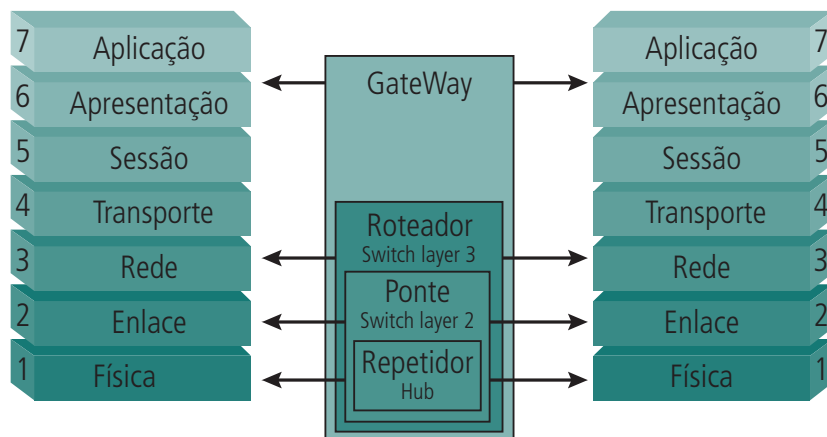 7 Aplicação
6 Apresentação
5 Sessão
4 Transporte
3 Rede
2 Enlace
1 Física
GateWay
Roteador
Switch layer 3
Ponte
Switch layer 2
Repetidor
Hub
Aplicação 7
Apresentação 6
Sessão 5
Transporte 4
Rede 3
Enlace 2
Física 1